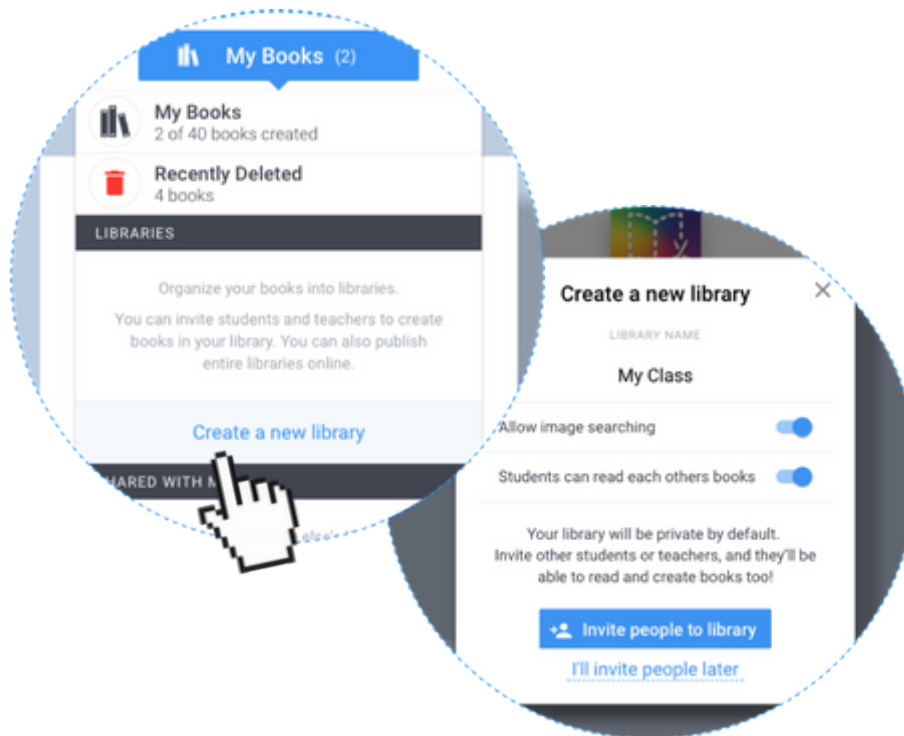 My Books (2)
My Books
2 of 40 books created
Recently Deleted
4 books
LIBRARIES
Organize your books into libraries.
You can invite students and teachers to create
books in your library. You can also publish
entire libraries online.
Create a new library
HARED WITH M
else'
Create a new library
LIBRARY NAME
My Class
Allow image searching
Students can read each others books
Your library will be private by default.
Invite other students or teachers, and they'll be
able to read and create books too!
Invite people to library
I'll invite people later